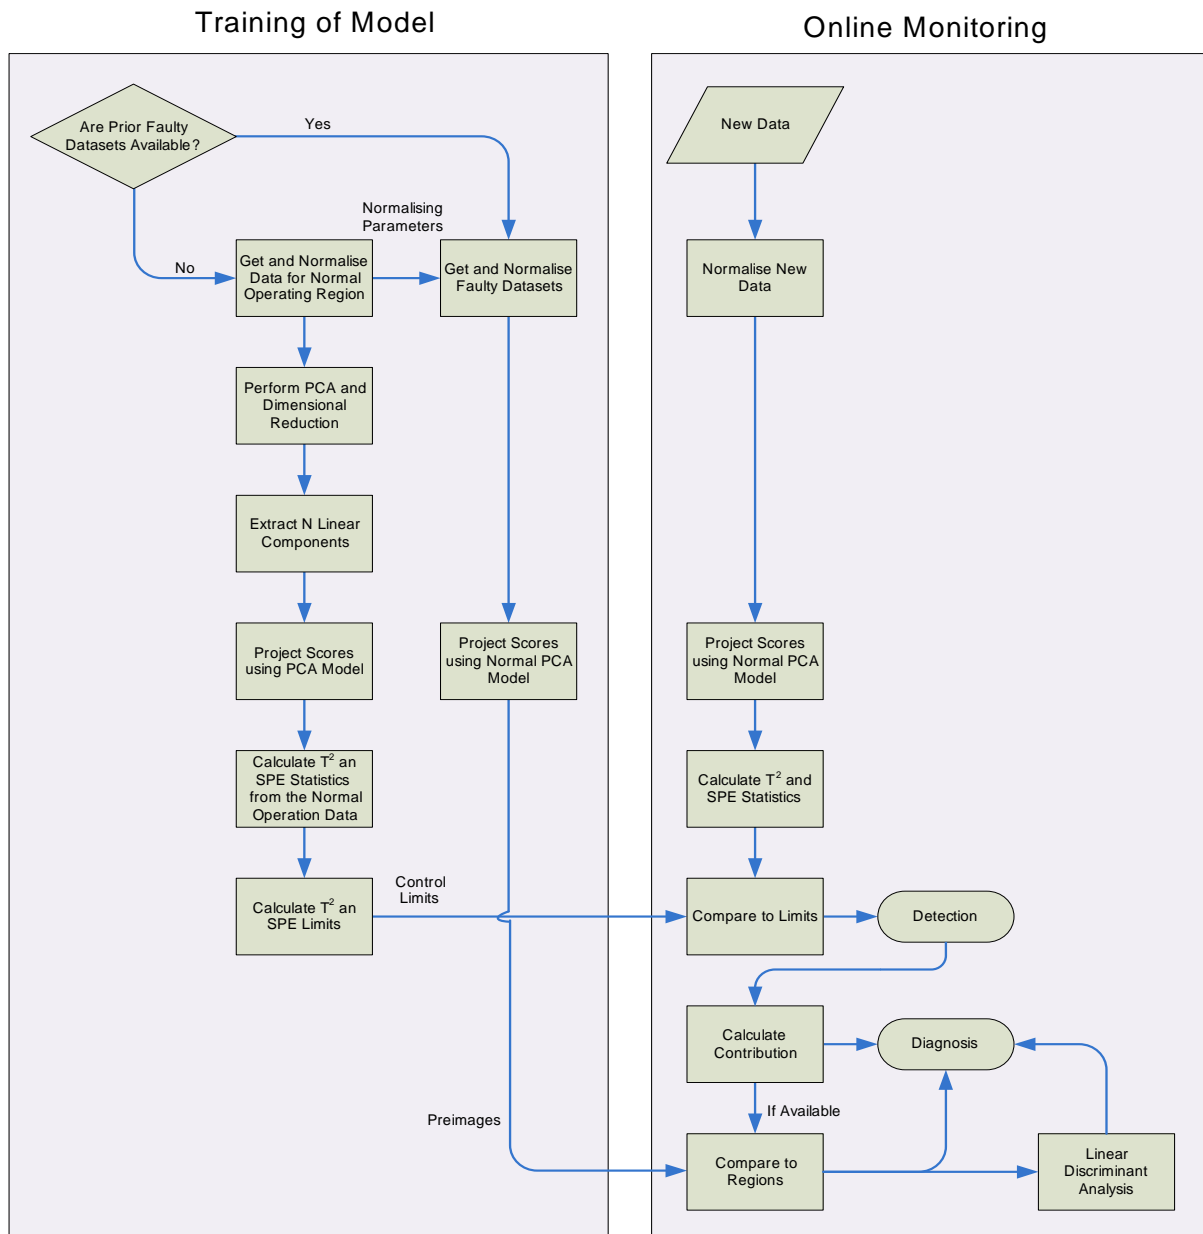 Training of Model
Online Monitoring
Are Prior Faulty
Datasets Available?
Yes
No
Normalising
Parameters
Get and Normalise
Data for Normal
Operating Region
Get and Normalise
Faulty Datasets
Perform PCA and
Dimensional
Reduction
Extract N Linear
Components
Project Scores
using PCA Model
Project Scores
using Normal PCA
Model
Calculate T² an
SPE Statistics
from the Normal
Operation Data
Calculate T² an
SPE Limits
Control
Limits
Preimages
New Data
Normalise New
Data
Project Scores
using Normal PCA
Model
Calculate T² and
SPE Statistics
Compare to Limits
Detection
Calculate
Contribution
Diagnosis
If Available
Compare to
Regions
Linear
Discriminant
Analysis